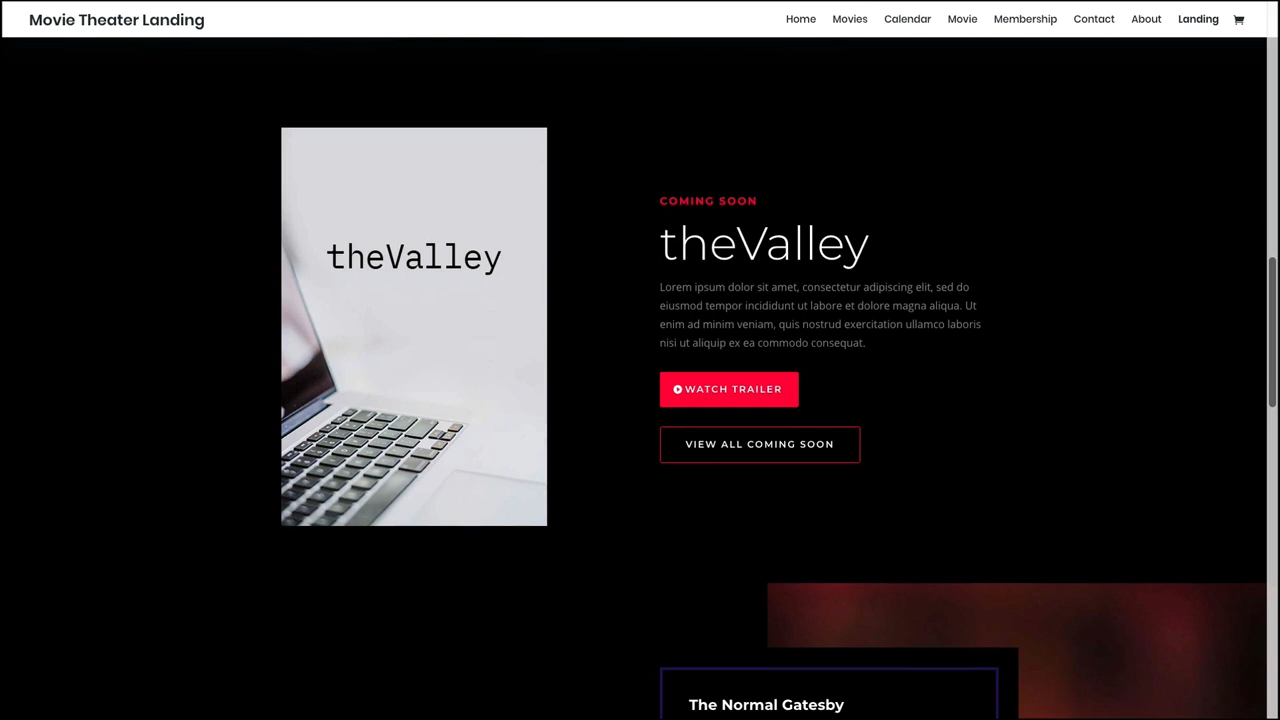 Movie Theater Landing
Home Movies Calendar Movie Membership Contact About Landing
theValley
COMING SOON
theValley
Lorem ipsum dolor sit amet, consectetur adipiscing elit, sed do
eiusmod tempor incididunt ut labore et dolore magna aliqua. Ut
enim ad minim veniam, quis nostrud exercitation ullamco laboris
nisi ut aliquip ex ea commodo consequat.
WATCH TRAILER
VIEW ALL COMING SOON
The Normal Gatesby